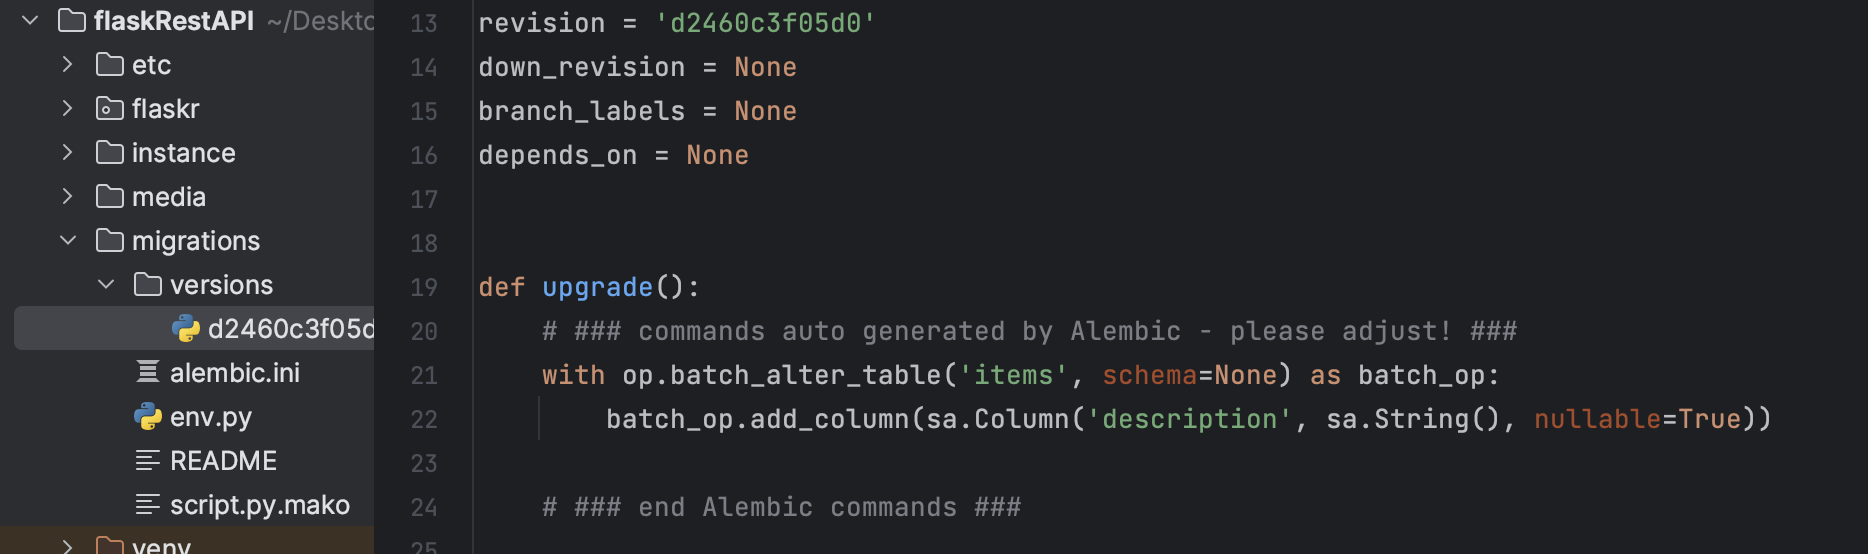 flaskRestAPI ~/Deskto
etc
flaskr
instance
media
migrations
versions
d2460c3f05d
alembic.ini
env.py
README
script.py.mako
venv
13 revision = 'd2460c3f05d0'
14 down_revision = None
15 branch_labels = None
16 depends_on = None
17
18
19 def upgrade():
20 # ### commands auto generated by Alembic - please adjust! ###
21 with op.batch_alter_table('items', schema=None) as batch_op:
22 batch_op.add_column(sa.Column('description', sa.String(), nullable=True))
23
24 # ### end Alembic commands ###
25